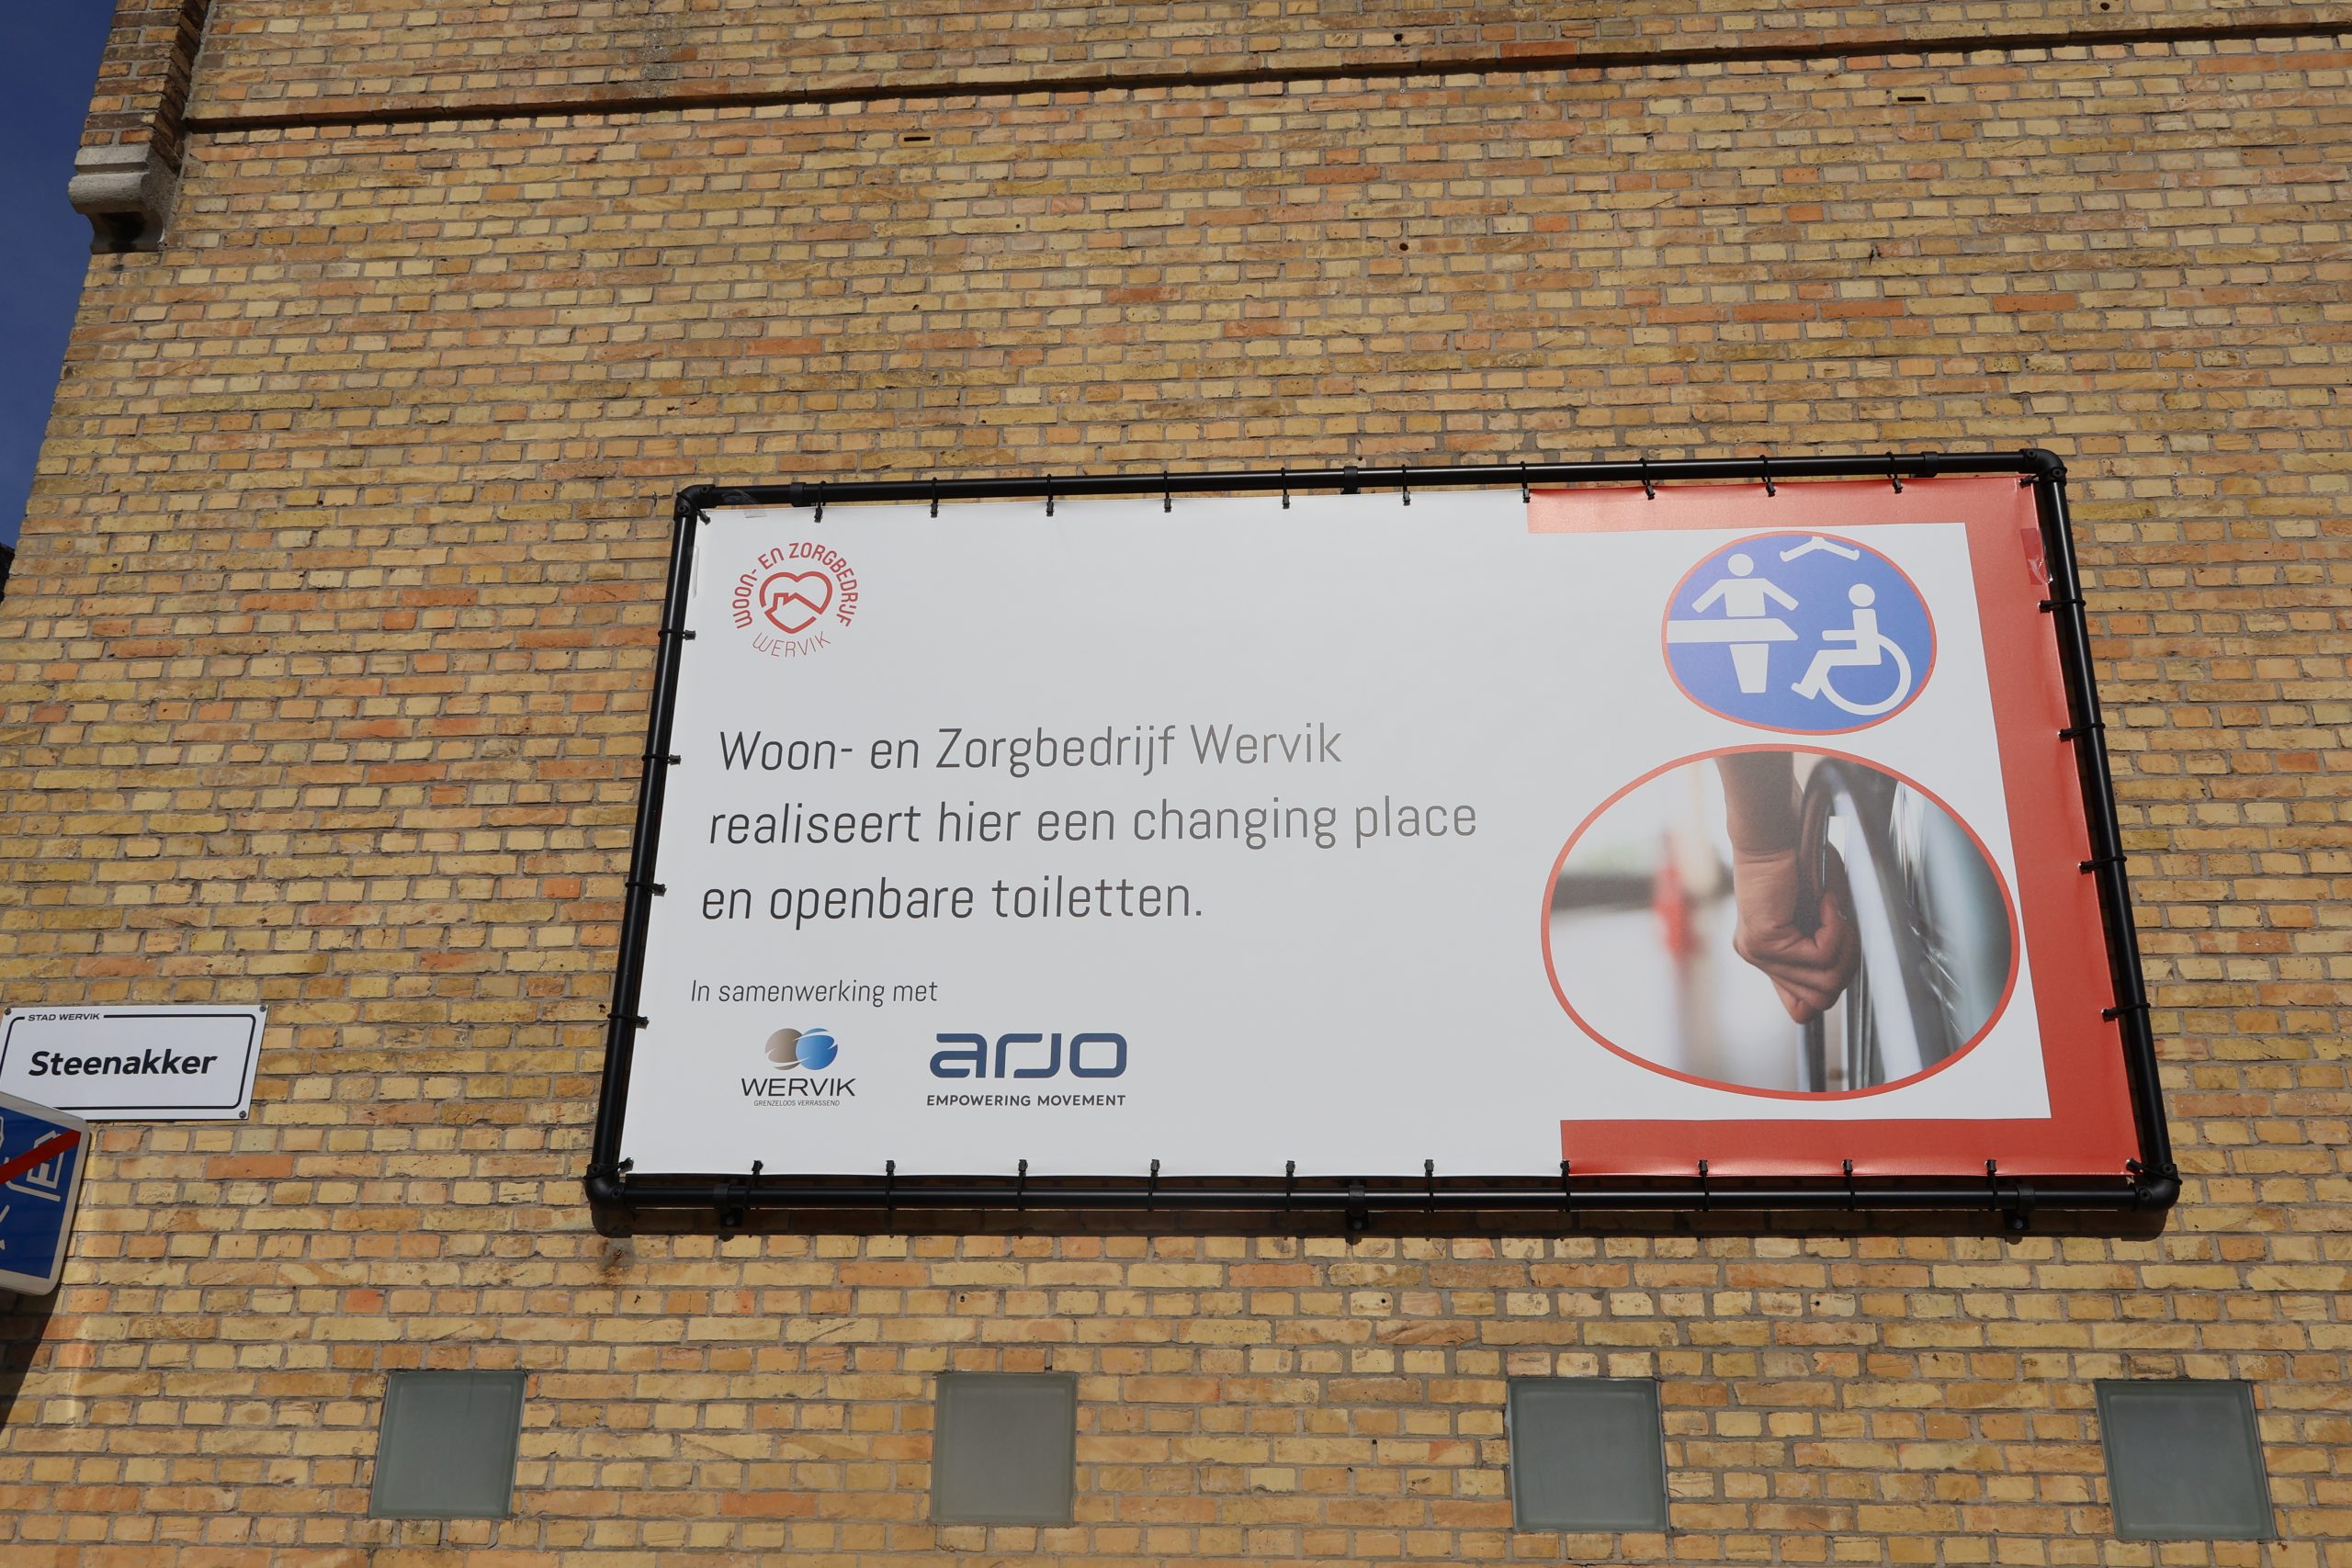 WOON- EN ZORGBEDRIJF
WERVIK
Woon- en Zorgbedrijf Wervik
realiseert hier een changing place
en openbare toiletten.
In samenwerking met
WERVIK
GRENZELOOS VERRASSEND
arjo
EMPOWERING MOVEMENT
STAD WERVIK
Steenakker